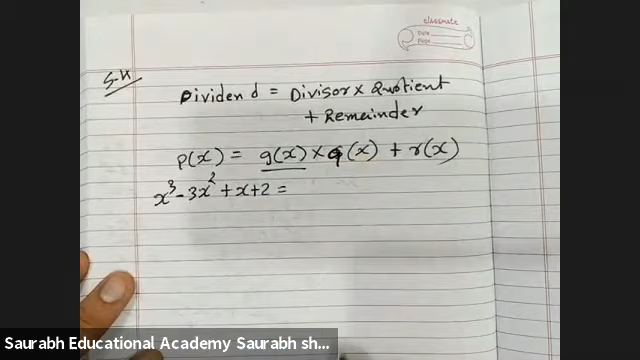 classmate
Date
Page
Dividend = Divisor x Quotient
+ Remainder
p(x) = g(x) x q(x) + r(x)
x³ - 3x² + x + 2 =
Saurabh Educational Academy Saurabh sh...